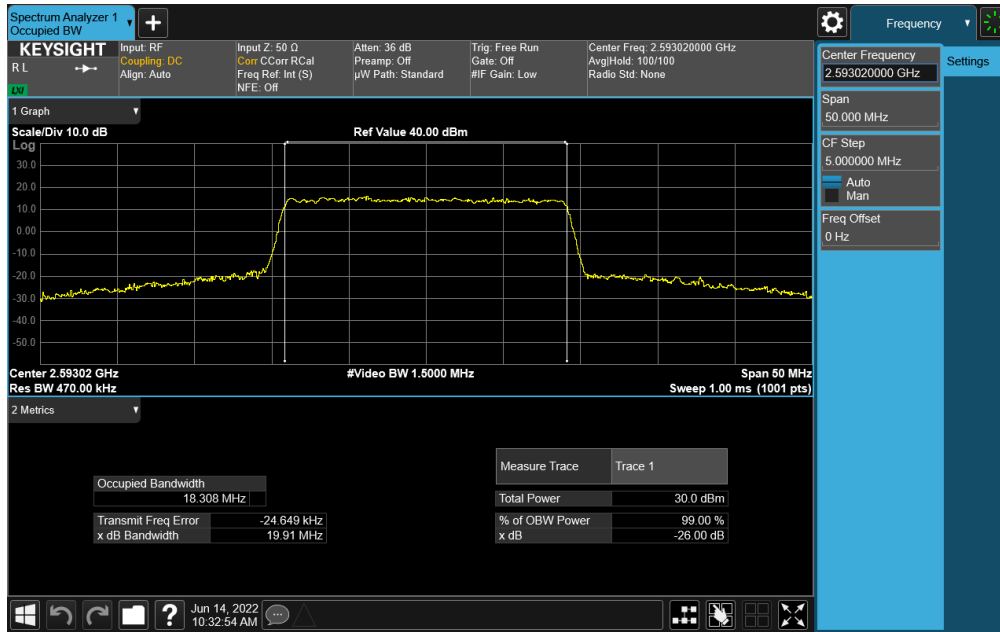 Spectrum Analyzer 1
Occupied BW
Frequency
KEYSIGHT
R L
LXI
Input: RF
Coupling: DC
Align: Auto
Input Z: 50 Ω
Corr CCorr RCal
Freq Ref: Int (S)
NFE: Off
Atten: 36 dB
Preamp: Off
µW Path: Standard
Trig: Free Run
Gate: Off
#IF Gain: Low
Center Freq: 2.593020000 GHz
Avg|Hold: 100/100
Radio Std: None
Center Frequency
2.593020000 GHz
Settings
Span
50.000 MHz
CF Step
5.000000 MHz
Auto
Man
Freq Offset
0 Hz
1 Graph
Scale/Div 10.0 dB
Ref Value 40.00 dBm
Log
30.0
20.0
10.0
0.00
-10.0
-20.0
-30.0
-40.0
-50.0
Center 2.59302 GHz
#Video BW 1.5000 MHz
Span 50 MHz
Res BW 470.00 kHz
Sweep 1.00 ms (1001 pts)
2 Metrics
Measure Trace Trace 1
Occupied Bandwidth
18.308 MHz
Total Power 30.0 dBm
Transmit Freq Error -24.649 kHz
% of OBW Power 99.00 %
x dB Bandwidth 19.91 MHz
x dB -26.00 dB
?
Jun 14, 2022
10:32:54 AM